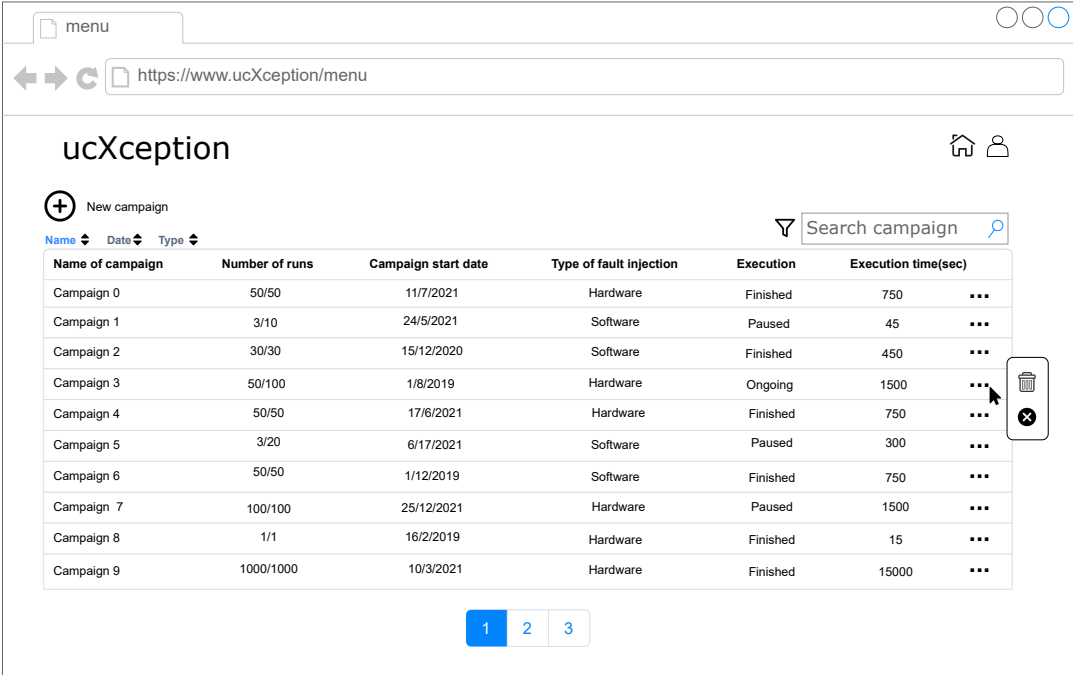 menu
https://www.ucXception/menu
ucXception
New campaign
Search campaign
Name Date Type
Name of campaign Number of runs Campaign start date Type of fault injection Execution Execution time(sec)
Campaign 0 50/50 11/7/2021 Hardware Finished 750 ...
Campaign 1 3/10 24/5/2021 Software Paused 45 ...
Campaign 2 30/30 15/12/2020 Software Finished 450 ...
Campaign 3 50/100 1/8/2019 Hardware Ongoing 1500 ...
Campaign 4 50/50 17/6/2021 Hardware Finished 750 ...
Campaign 5 3/20 6/17/2021 Software Paused 300 ...
Campaign 6 50/50 1/12/2019 Software Finished 750 ...
Campaign 7 100/100 25/12/2021 Hardware Paused 1500 ...
Campaign 8 1/1 16/2/2019 Hardware Finished 15 ...
Campaign 9 1000/1000 10/3/2021 Hardware Finished 15000 ...
1 2 3